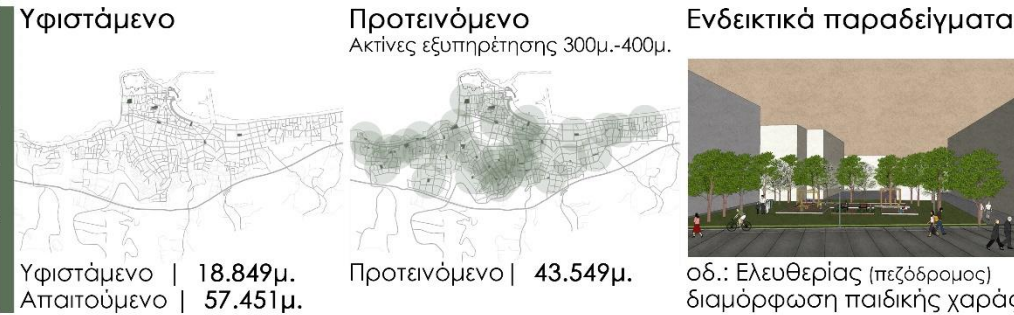 Υφιστάμενο
Υφιστάμενο | 18.849μ.
Απαιτούμενο | 57.451μ.
Προτεινόμενο
Ακτίνες εξυπηρέτησης 300μ.-400μ.
Προτεινόμενο| 43.549μ.
Ενδεικτικά παραδείγματα
οδ.: Ελευθερίας (πεζόδρομος)
διαμόρφωση παιδικής